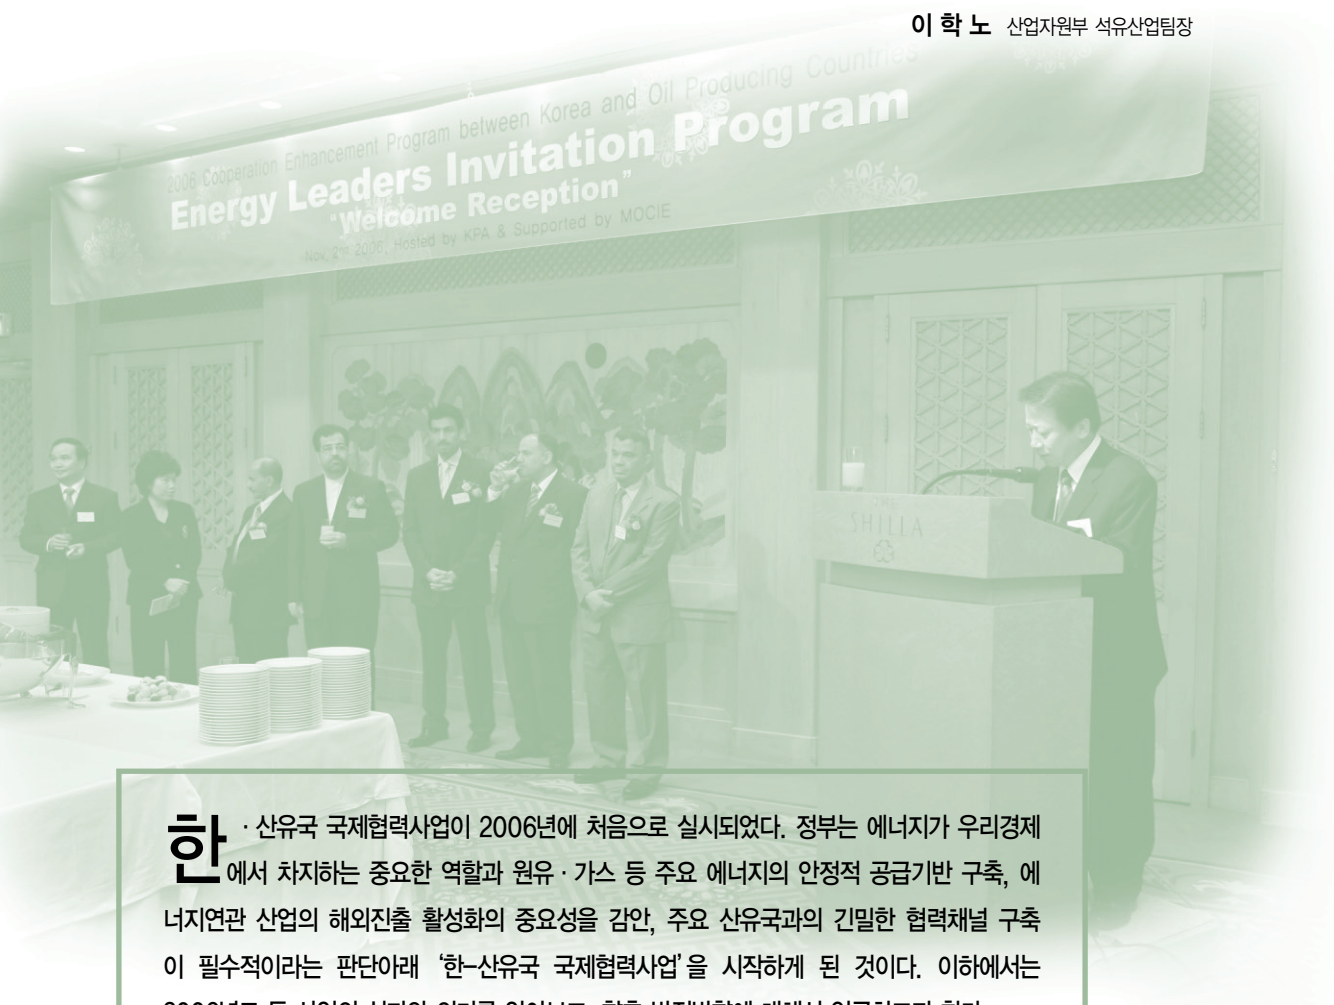 이 학 노 산업자원부 석유산업팀장
2006 Cooperation Enhancement Program between Korea and Oil Producing Countries
Energy Leaders Invitation Program
"Welcome Reception"
Nov. 2nd 2006, Hosted by KPA & Supported by MOCIE
THE
SHILLA
한 · 산유국 국제협력사업이 2006년에 처음으로 실시되었다. 정부는 에너지가 우리경제
에서 차지하는 중요한 역할과 원유 · 가스 등 주요 에너지의 안정적 공급기반 구축, 에
너지연관 산업의 해외진출 활성화의 중요성을 감안, 주요 산유국과의 긴밀한 협력채널 구축
이 필수적이라는 판단아래 ‘한-산유국 국제협력사업’을 시작하게 된 것이다. 이하에서는